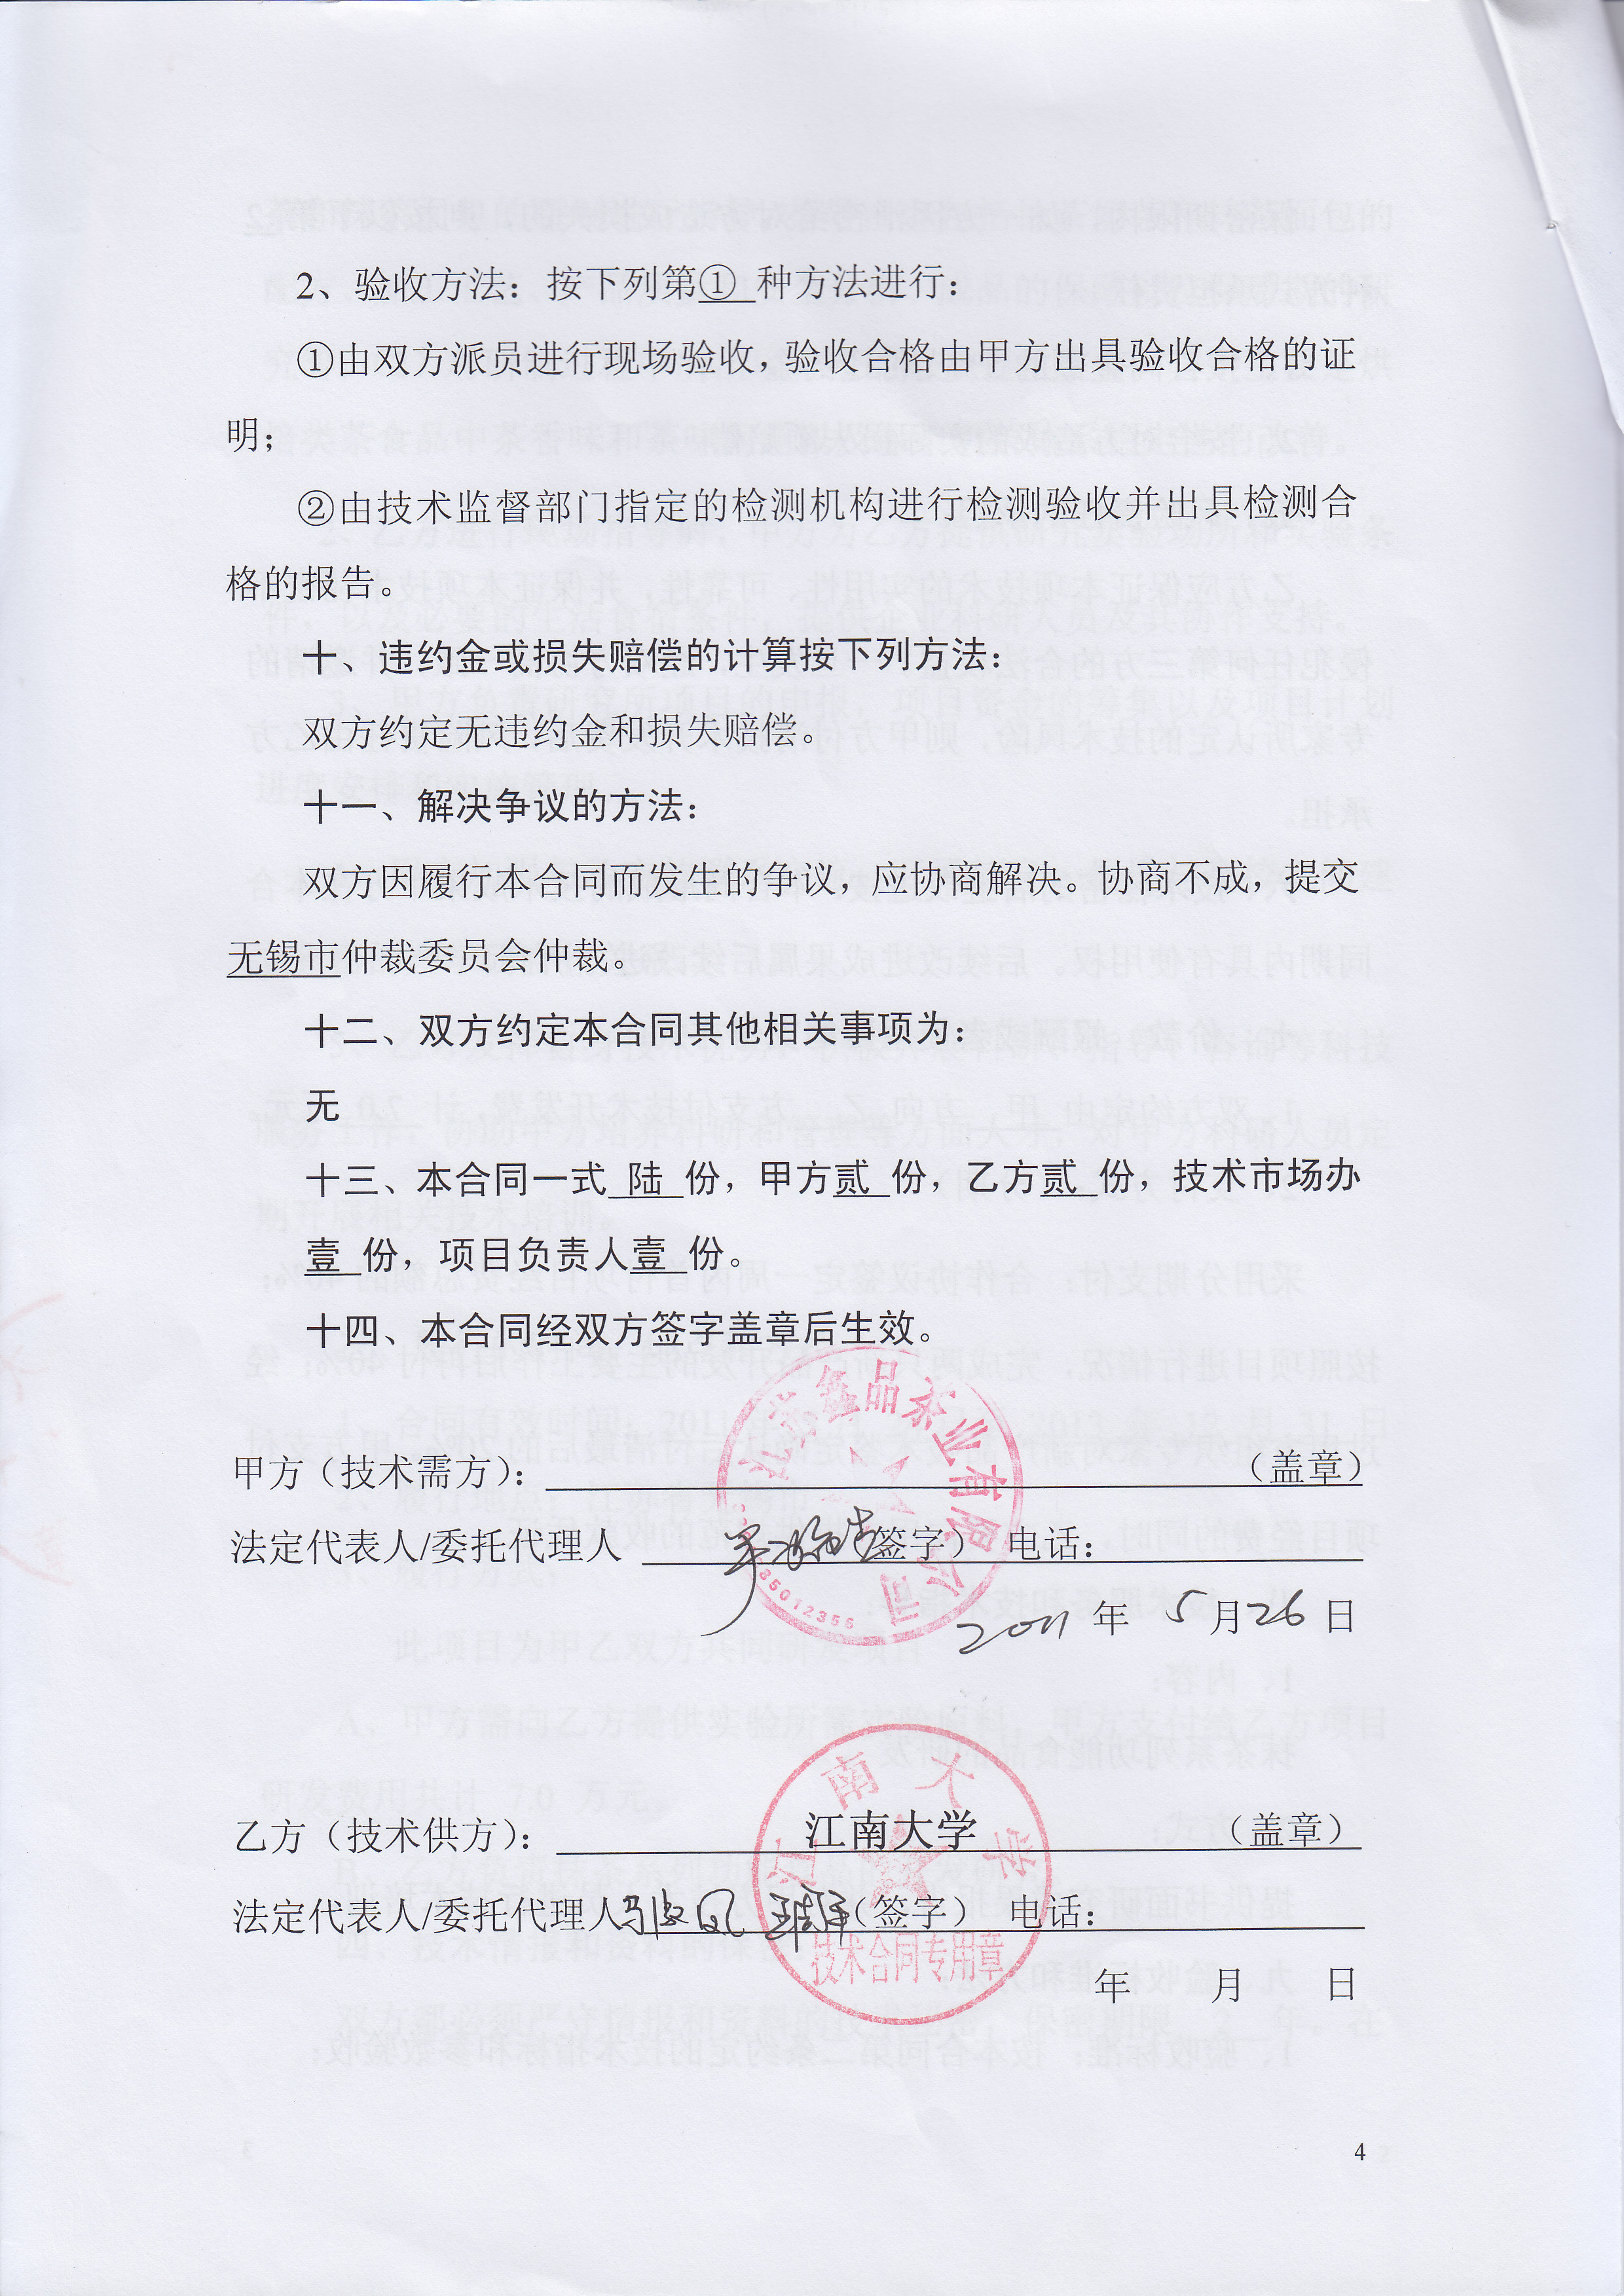 2、验收方法：按下列第① 种方法进行：
①由双方派员进行现场验收，验收合格由甲方出具验收合格的证
明；
②由技术监督部门指定的检测机构进行检测验收并出具检测合
格的报告。
十、违约金或损失赔偿的计算按下列方法：
双方约定无违约金和损失赔偿。
十一、解决争议的方法：
双方因履行本合同而发生的争议，应协商解决。协商不成，提交
无锡市仲裁委员会仲裁。
十二、双方约定本合同其他相关事项为：
无
十三、本合同一式 陆 份，甲方贰 份，乙方贰 份，技术市场办
壹 份，项目负责人壹 份。
十四、本合同经双方签字盖章后生效。
品茶业有限公司
甲方（技术需方）： （盖章）
法定代表人/委托代理人 签字） 电话：
2011 年 5 月 26 日
江南大学
乙方（技术供方）： 江南大学 （盖章）
法定代表人/委托代理人 （签字） 电话：
技术合同专用章
年 月 日
4